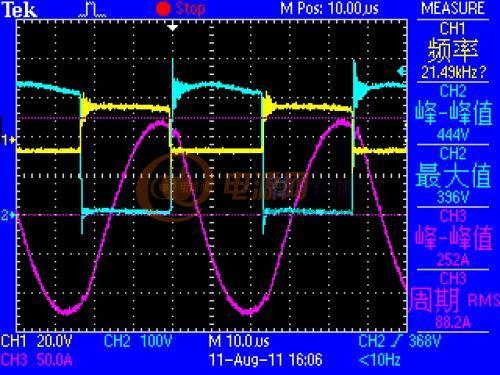 Tek
Stop
M Pos: 10.00µs
MEASURE
CH1
频率
21.49kHz?
CH2
峰-峰值
444V
CH2
最大值
396V
CH3
峰-峰值
252A
CH3
周期 RMS
88.2A
1
2
CH1 20.0V
CH2 100V
M 10.0µs
CH2
368V
CH3 50.0A
11-Aug-11 16:06
<10Hz